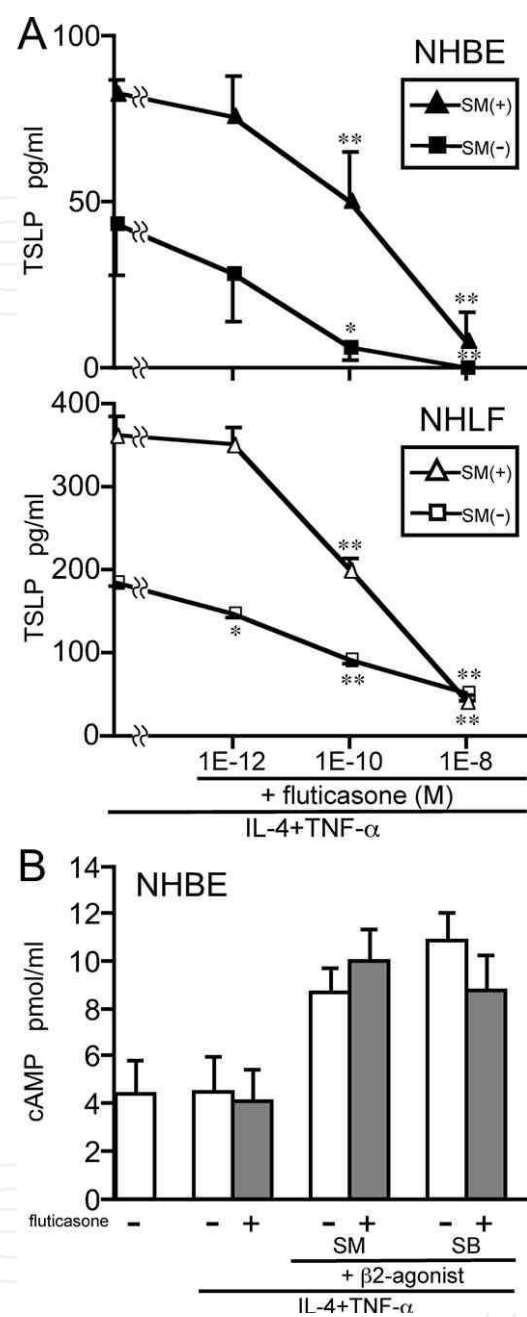 A
NHBE
SM(+)
SM(-)
100
50
0
TSLP pg/ml
**
**
*
**
NHLF
SM(+)
SM(-)
400
300
200
100
0
TSLP pg/ml
**
*
**
**
**
1E-12 1E-10 1E-8
+ fluticasone (M)
IL-4+TNF-α
B
NHBE
14
12
10
8
6
4
2
0
cAMP pmol/ml
fluticasone - - + - + - +
SM SB
+ β2-agonist
IL-4+TNF-α